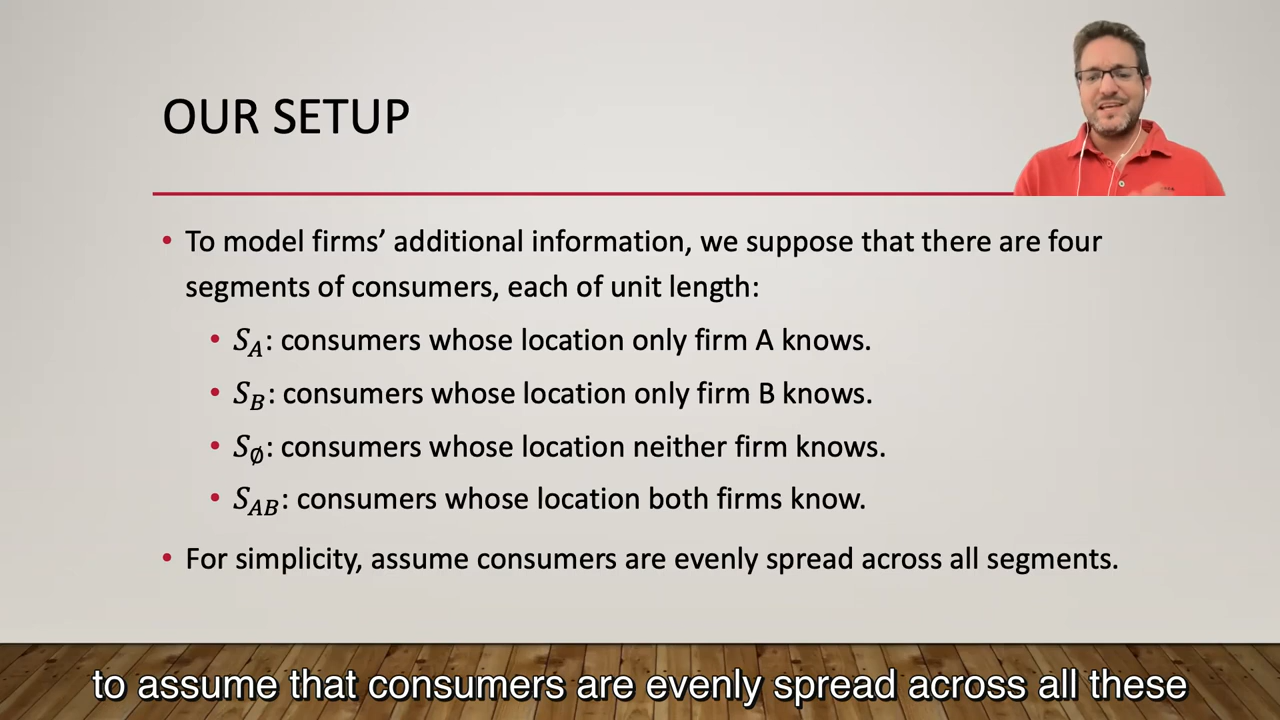 OUR SETUP
• To model firms’ additional information, we suppose that there are four
segments of consumers, each of unit length:
• S_A: consumers whose location only firm A knows.
• S_B: consumers whose location only firm B knows.
• S_∅: consumers whose location neither firm knows.
• S_AB: consumers whose location both firms know.
• For simplicity, assume consumers are evenly spread across all segments.
to assume that consumers are evenly spread across all these